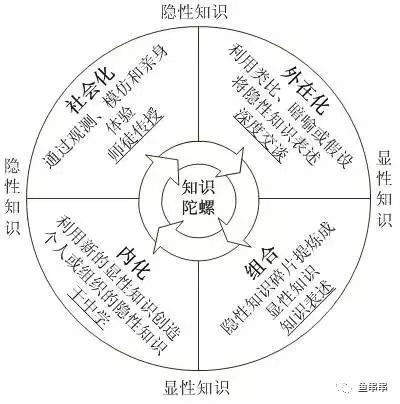 隐性知识
社会化
通过观测、模仿和亲身
体验
师徒传授
外在化
利用类比、暗喻或假设
将隐性知识表述
深度交谈
隐性知识
显性知识
知识
陀螺
内化
利用新的显性知识创造
个人或组织的隐性知识
干中学
组合
隐性知识碎片提炼成
显性知识
知识表述
显性知识
鱼串串